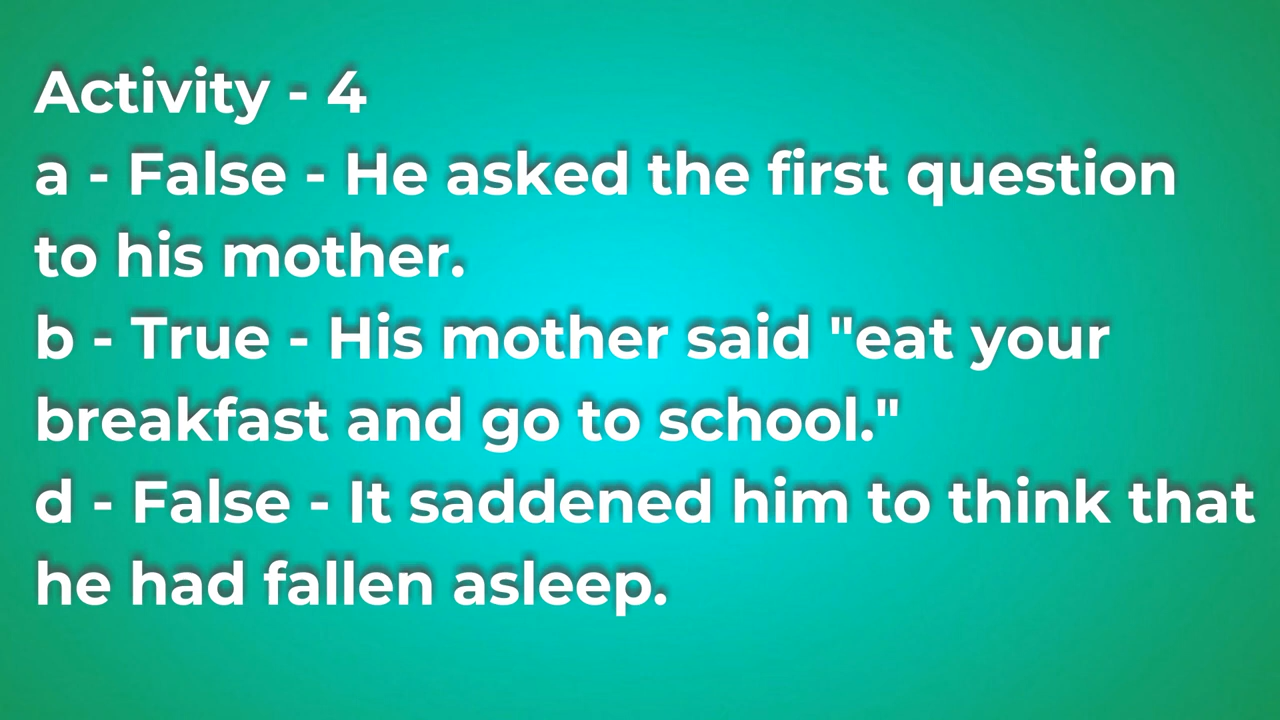 Activity - 4
a - False - He asked the first question
to his mother.
b - True - His mother said "eat your
breakfast and go to school."
d - False - It saddened him to think that
he had fallen asleep.